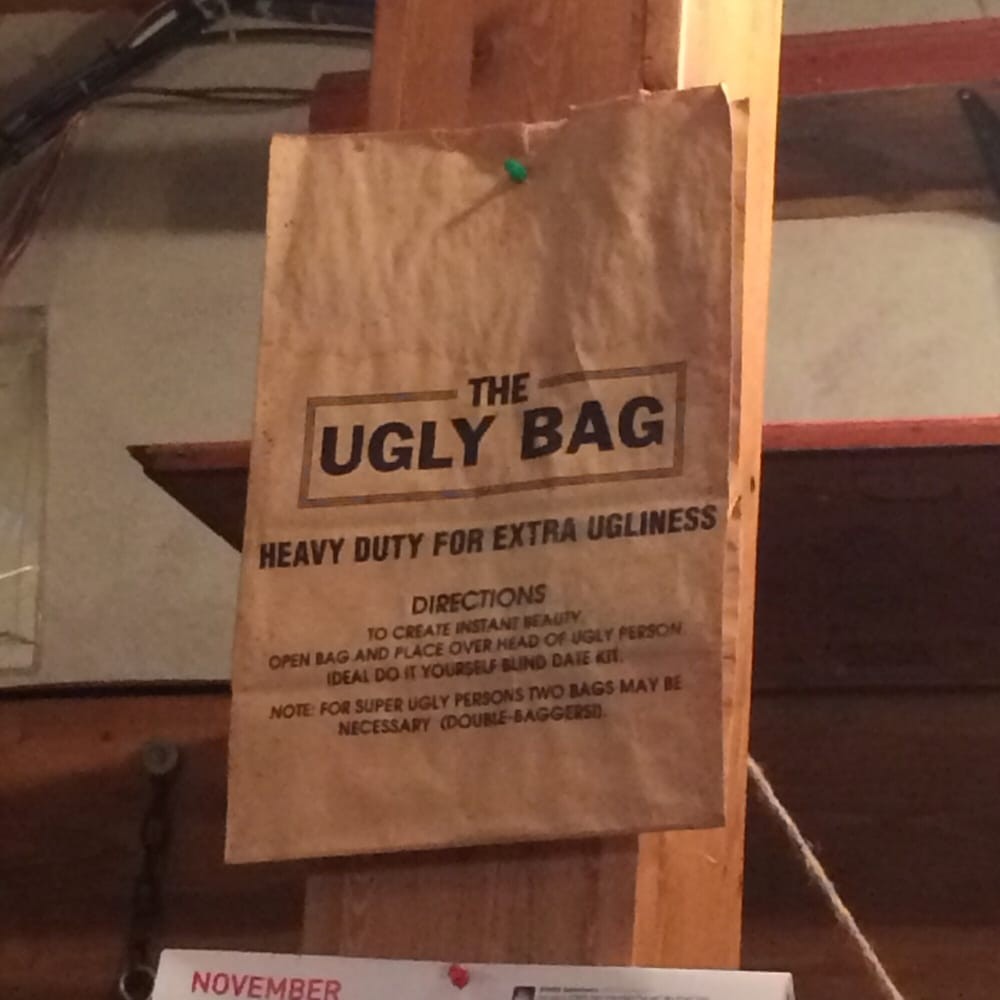 THE
UGLY BAG
HEAVY DUTY FOR EXTRA UGLINESS
DIRECTIONS
TO CREATE INSTANT BEAUTY,
OPEN BAG AND PLACE OVER HEAD OF UGLY PERSON
IDEAL DO IT YOURSELF BLIND DATE KIT.
NOTE: FOR SUPER UGLY PERSONS TWO BAGS MAY BE
NECESSARY (DOUBLE-BAGGERS!).
NOVEMBER